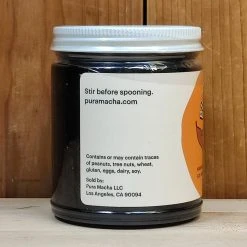 Stir before spooning.
puramacha.com
Contains or may contain traces
of peanuts, tree nuts, wheat,
gluten, eggs, dairy, soy,
Sold by:
Pura Macha LLC
Los Angeles, CA 90094